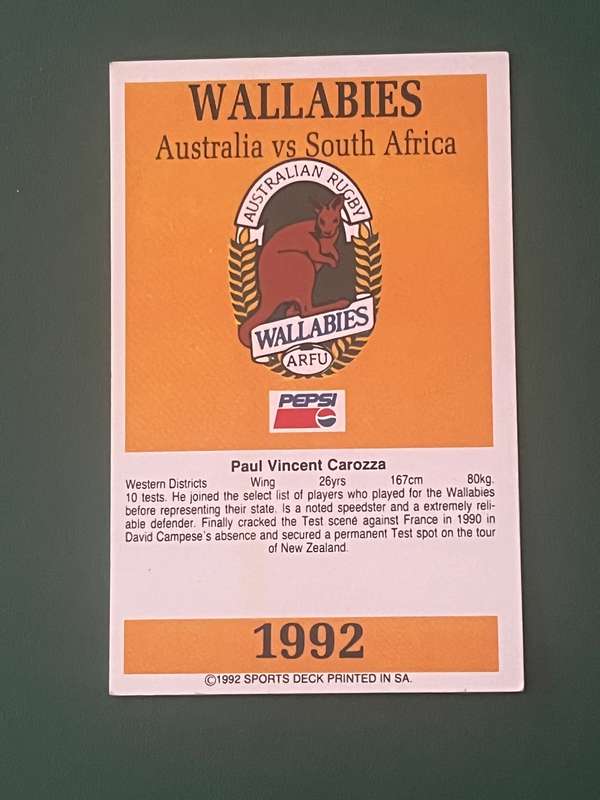 WALLABIES
Australia vs South Africa
AUSTRALIAN RUGBY
WALLABIES
ARFU
PEPSI
Paul Vincent Carozza
Western Districts Wing 26yrs 167cm 80kg.
10 tests. He joined the select list of players who played for the Wallabies
before representing their state. Is a noted speedster and a extremely reli-
able defender. Finally cracked the Test scene against France in 1990 in
David Campese's absence and secured a permanent Test spot on the tour
of New Zealand.
1992
©1992 SPORTS DECK PRINTED IN SA.